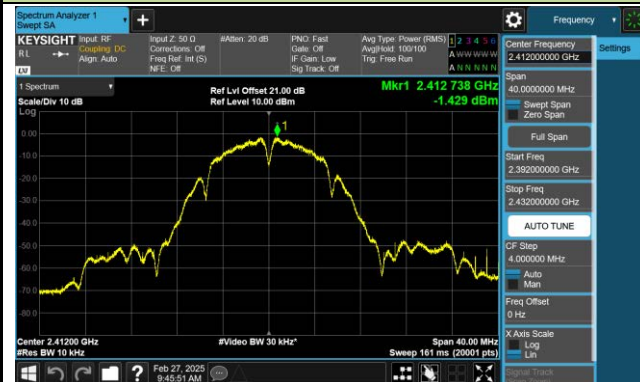 Spectrum Analyzer 1
Swept SA
+
Frequency
KEYSIGHT
RL
LXI
Input: RF
Coupling: DC
Align: Auto
Input Z: 50 Ω
Corrections: Off
Freq Ref: Int (S)
NFE: Off
#Atten: 20 dB
PNO: Fast
Gate: Off
IF Gain: Low
Sig Track: Off
Avg Type: Power (RMS)
Avg|Hold: 100/100
Trig: Free Run
1 2 3 4 5 6
A W W W W W
A N N N N N
1 Spectrum
Scale/Div 10 dB
Log
Ref Lvl Offset 21.00 dB
Ref Level 10.00 dBm
Mkr1 2.412 738 GHz
-1.429 dBm
1
0.00
-10.0
-20.0
-30.0
-40.0
-50.0
-60.0
-70.0
-80.0
Center 2.41200 GHz
#Res BW 10 kHz
#Video BW 30 kHz*
Span 40.00 MHz
Sweep 161 ms (20001 pts)
Feb 27, 2025
9:45:51 AM
Center Frequency
2.412000000 GHz
Span
40.0000000 MHz
Swept Span
Zero Span
Full Span
Start Freq
2.392000000 GHz
Stop Freq
2.432000000 GHz
AUTO TUNE
CF Step
4.000000 MHz
Auto
Man
Freq Offset
0 Hz
X Axis Scale
Log
Lin
Signal Track
Settings